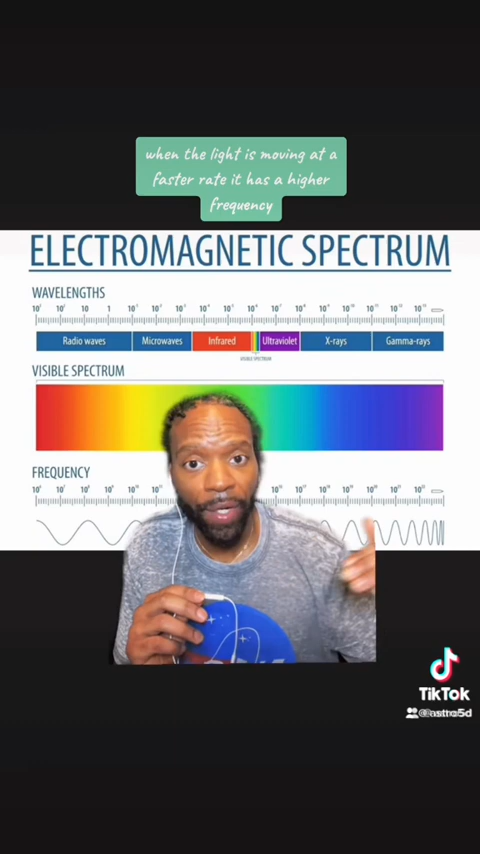 when the light is moving at a
faster rate it has a higher
frequency
ELECTROMAGNETIC SPECTRUM
WAVELENGTHS
Radio waves Microwaves Infrared Ultraviolet X-rays Gamma-rays
VISIBLE SPECTRUM
VISIBLE SPECTRUM
FREQUENCY
TikTok